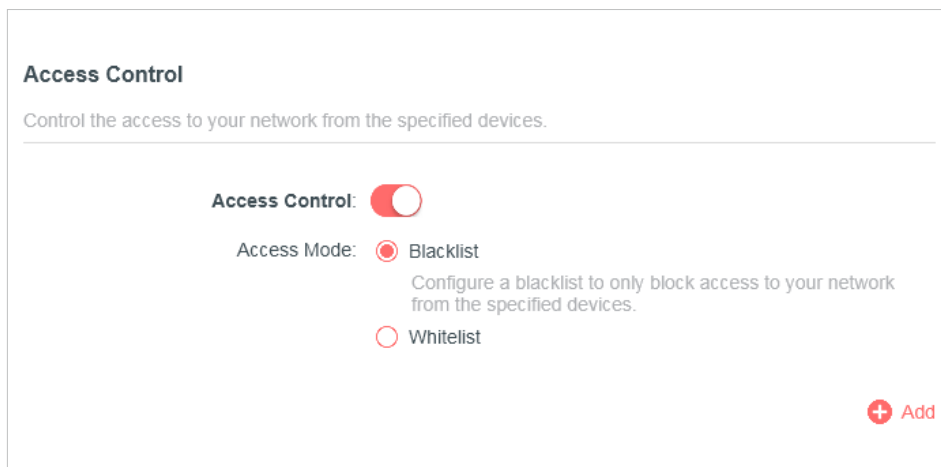 Access Control
Control the access to your network from the specified devices.
Access Control:
Access Mode: Blacklist
Configure a blacklist to only block access to your network
from the specified devices.
Whitelist
Add